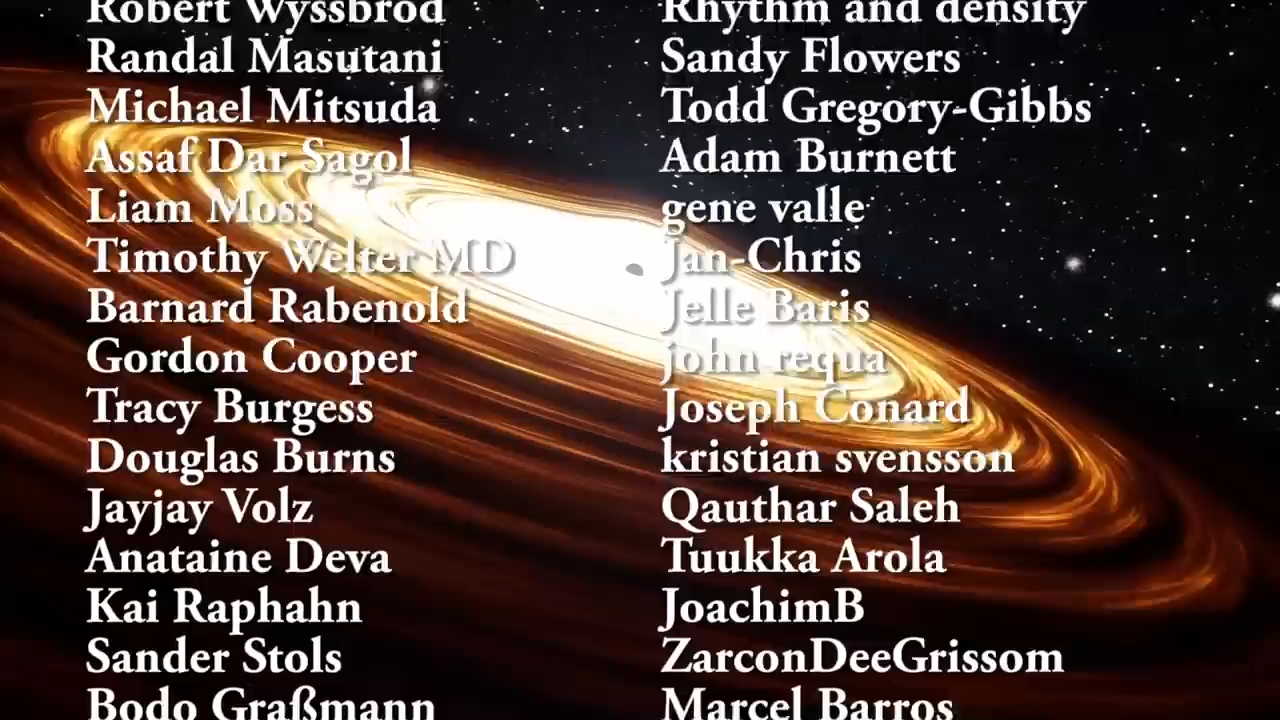 Robert Wyssbrod
Randal Masutani
Michael Mitsuda
Assaf Dar Sagol
Liam Moss
Timothy Welter MD
Barnard Rabenold
Gordon Cooper
Tracy Burgess
Douglas Burns
Jayjay Volz
Anataine Deva
Kai Raphahn
Sander Stols
Bodo Graßmann
Rhythm and density
Sandy Flowers
Todd Gregory-Gibbs
Adam Burnett
gene valle
Jan-Chris
Jelle Baris
john requa
Joseph Conard
kristian svensson
Qauthar Saleh
Tuukka Arola
JoachimB
ZarconDeeGrissom
Marcel Barros